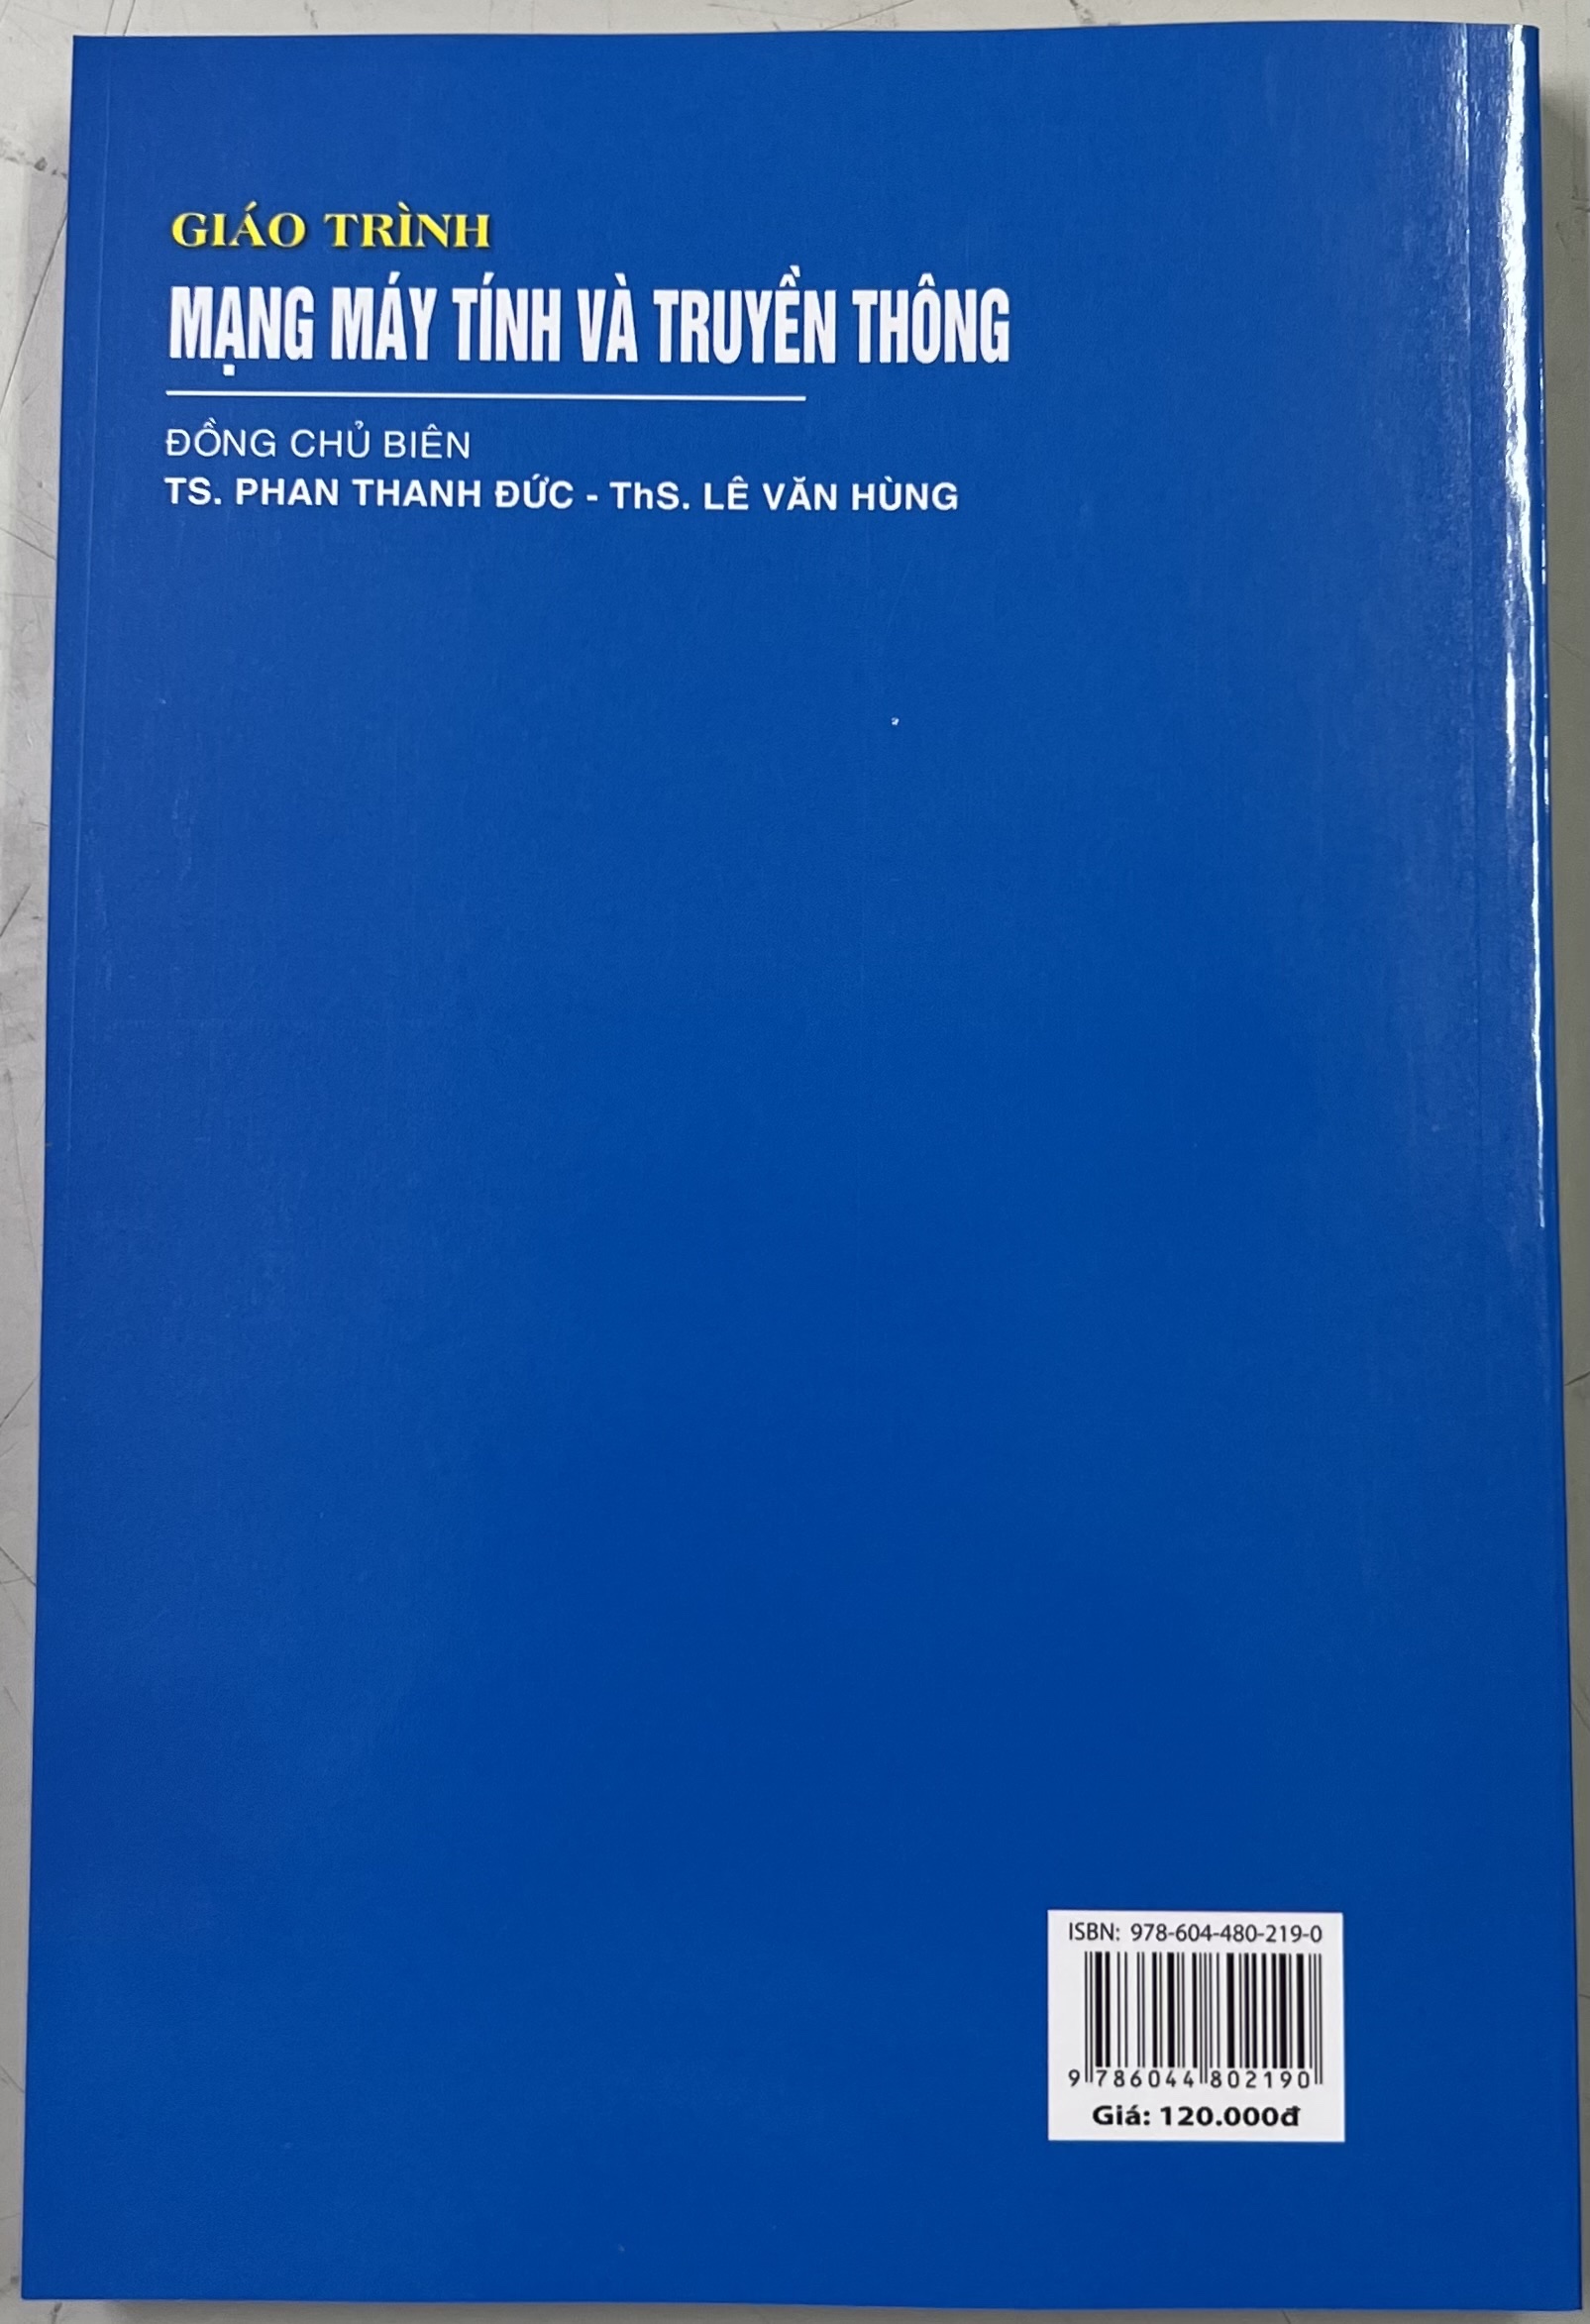 GIÁO TRÌNH
MẠNG MÁY TÍNH VÀ TRUYỀN THÔNG
ĐỒNG CHỦ BIÊN
TS. PHAN THANH ĐỨC - ThS. LÊ VĂN HÙNG
ISBN: 978-604-480-219-0
9 786044 802190
Giá: 120.000đ